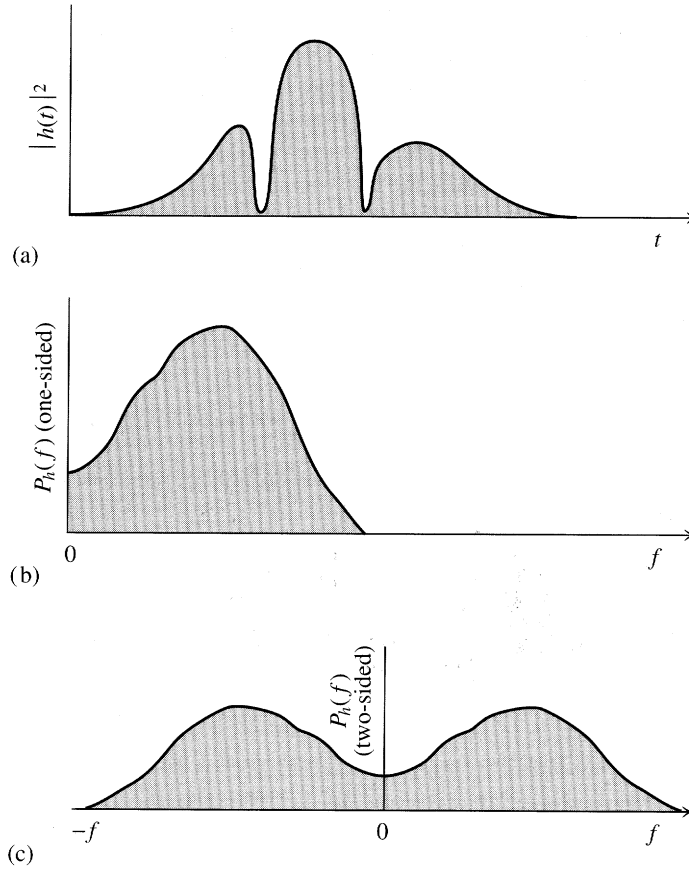 |h(t)|²
t
(a)
P_h(f) (one-sided)
0
f
(b)
P_h(f)
(two-sided)
−f
0
f
(c)